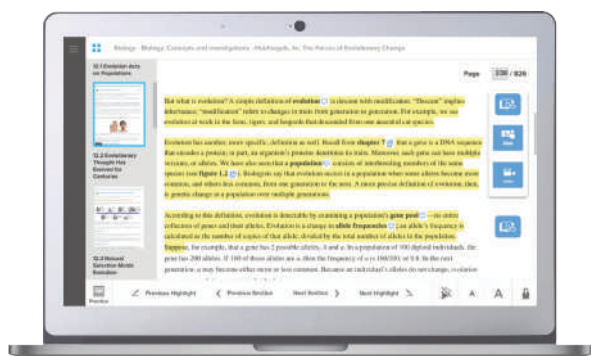 Biology - Biology: Concepts and Investigations - Hoefnagels, 4e: The Forces of Evolutionary Change
12.1 Evolution Acts
on Populations
12.2 Evolutionary
Thought Has
Evolved for
Centuries
12.3 Natural
Selection Molds
Evolution
Page 236 / 926
But what is evolution? A simple definition of evolution is descent with modification. "Descent" implies
inheritance; "modification" refers to changes in traits from generation to generation. For example, we see
evolution at work in the lions, tigers, and leopards that descended from one ancestral cat species.
Evolution has another, more specific, definition as well. Recall from chapter 7 that a gene is a DNA sequence
that encodes a protein; in part, an organism's proteins determine its traits. Moreover, each gene can have multiple
versions, or alleles. We have also seen that a population consists of interbreeding members of the same
species (see figure 1.2 ). Biologists say that evolution occurs in a population when some alleles become more
common, and others less common, from one generation to the next. A more precise definition of evolution, then,
is genetic change in a population over multiple generations.
According to this definition, evolution is detectable by examining a population's gene pool —its entire
collection of genes and their alleles. Evolution is a change in allele frequencies ; an allele's frequency is
calculated as the number of copies of that allele, divided by the total number of alleles in the population.
Suppose, for example, that a gene has 2 possible alleles, A and a. In a population of 100 diploid individuals, the
gene has 200 alleles. If 160 of those alleles are a, then the frequency of a is 160/200, or 0.8. In the next
generation, a may become either more or less common. Because an individual's alleles do not change, evolution
Practice
Previous Highlight
Previous Section
Next Section
Next Highlight
A
A